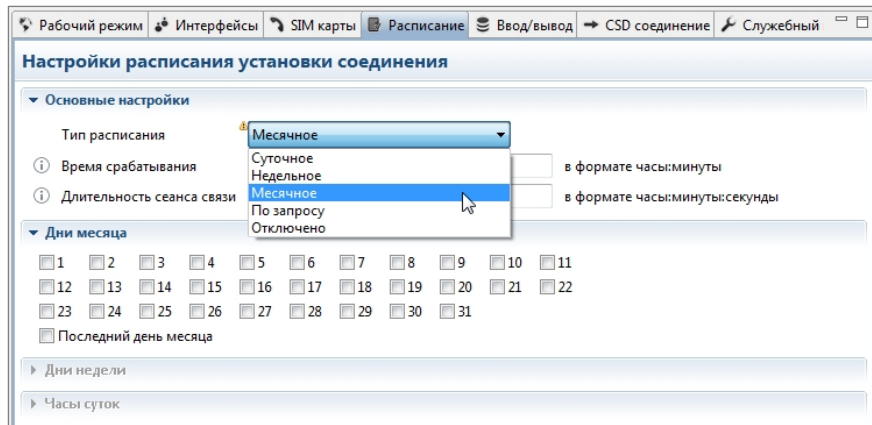 Рабочий режим Интерфейсы SIM карты Расписание Ввод/вывод CSD соединение Служебный
Настройки расписания установки соединения
Основные настройки
Тип расписания Месячное
Суточное
Время срабатывания в формате часы:минуты
Недельное
Месячное
Длительность сеанса связи в формате часы:минуты:секунды
По запросу
Отключено
Дни месяца
1 2 3 4 5 6 7 8 9 10 11
12 13 14 15 16 17 18 19 20 21 22
23 24 25 26 27 28 29 30 31
Последний день месяца
Дни недели
Часы суток